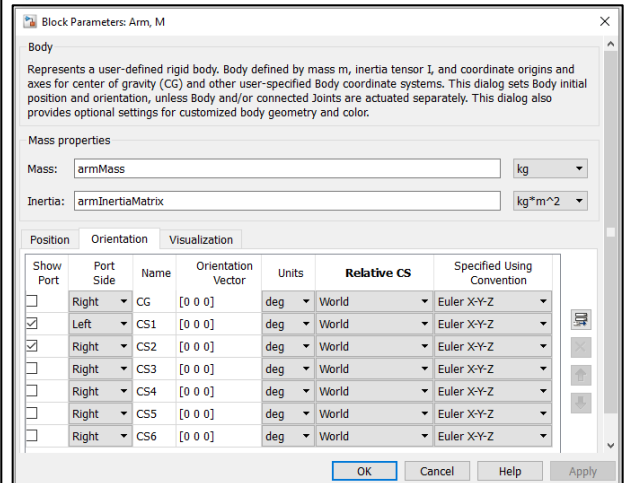 Block Parameters: Arm, M
Body
Represents a user-defined rigid body. Body defined by mass m, inertia tensor I, and coordinate origins and
axes for center of gravity (CG) and other user-specified Body coordinate systems. This dialog sets Body initial
position and orientation, unless Body and/or connected Joints are actuated separately. This dialog also
provides optional settings for customized body geometry and color.
Mass properties
Mass: armMass kg
Inertia: armInertiaMatrix kg*m^2
Position Orientation Visualization
Show Port Port Side Name Orientation Vector Units Relative CS Specified Using Convention
Right CG [0 0 0] deg World Euler X-Y-Z
Left CS1 [0 0 0] deg World Euler X-Y-Z
Right CS2 [0 0 0] deg World Euler X-Y-Z
Right CS3 [0 0 0] deg World Euler X-Y-Z
Right CS4 [0 0 0] deg World Euler X-Y-Z
Right CS5 [0 0 0] deg World Euler X-Y-Z
Right CS6 [0 0 0] deg World Euler X-Y-Z
OK Cancel Help Apply